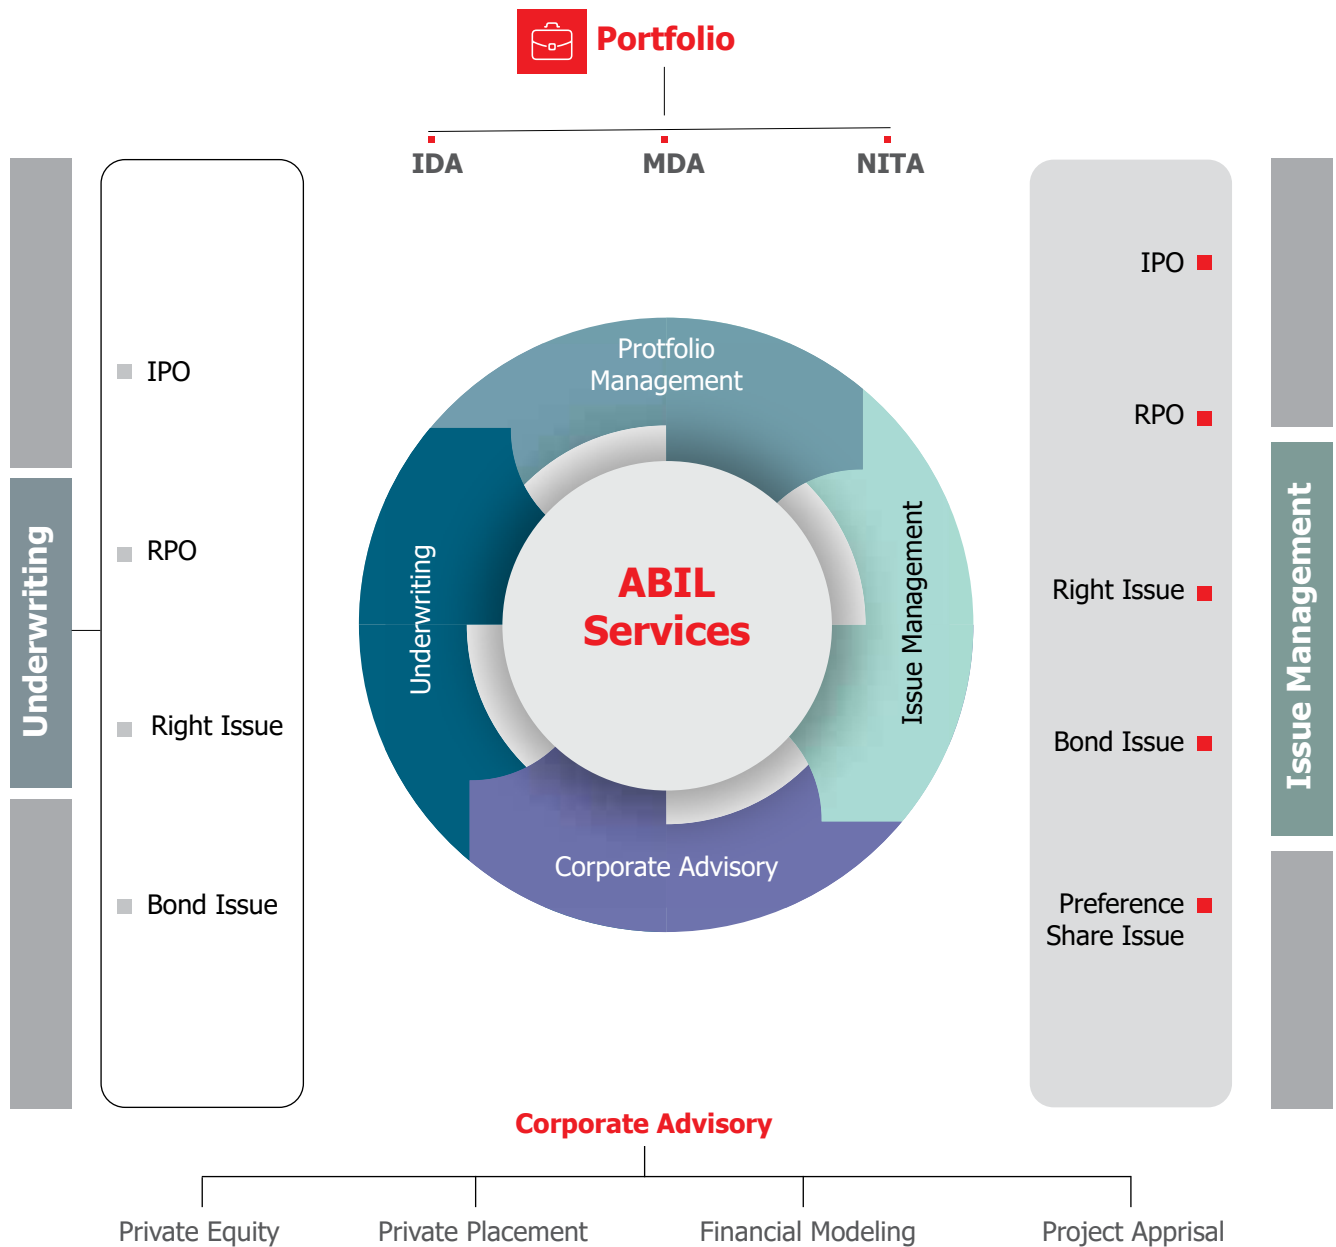 Portfolio
IDA
MDA
NITA
Underwriting
IPO
RPO
Right Issue
Bond Issue
Protfolio
Management
Underwriting
ABIL
Services
Issue Management
Corporate Advisory
IPO
RPO
Right Issue
Bond Issue
Preference
Share Issue
Issue Management
Corporate Advisory
Private Equity
Private Placement
Financial Modeling
Project Apprisal